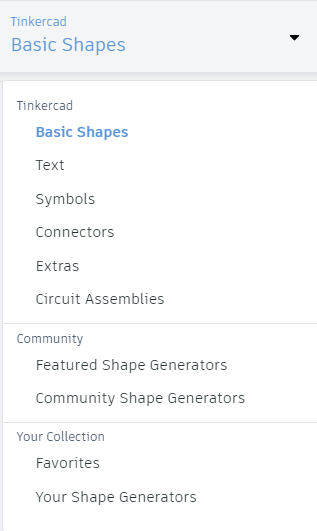 Tinkercad
Basic Shapes
Tinkercad
Basic Shapes
Text
Symbols
Connectors
Extras
Circuit Assemblies
Community
Featured Shape Generators
Community Shape Generators
Your Collection
Favorites
Your Shape Generators